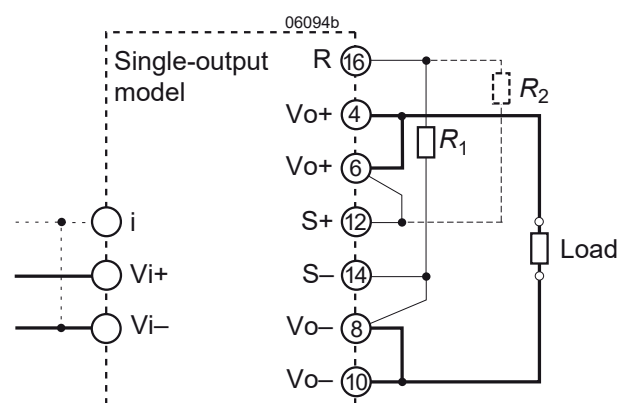 06094b
Single-output
model
R 16
Vo+ 4
Vo+ 6
S+ 12
S– 14
Vo– 8
Vo– 10
i
Vi+
Vi–
R1
R2
Load